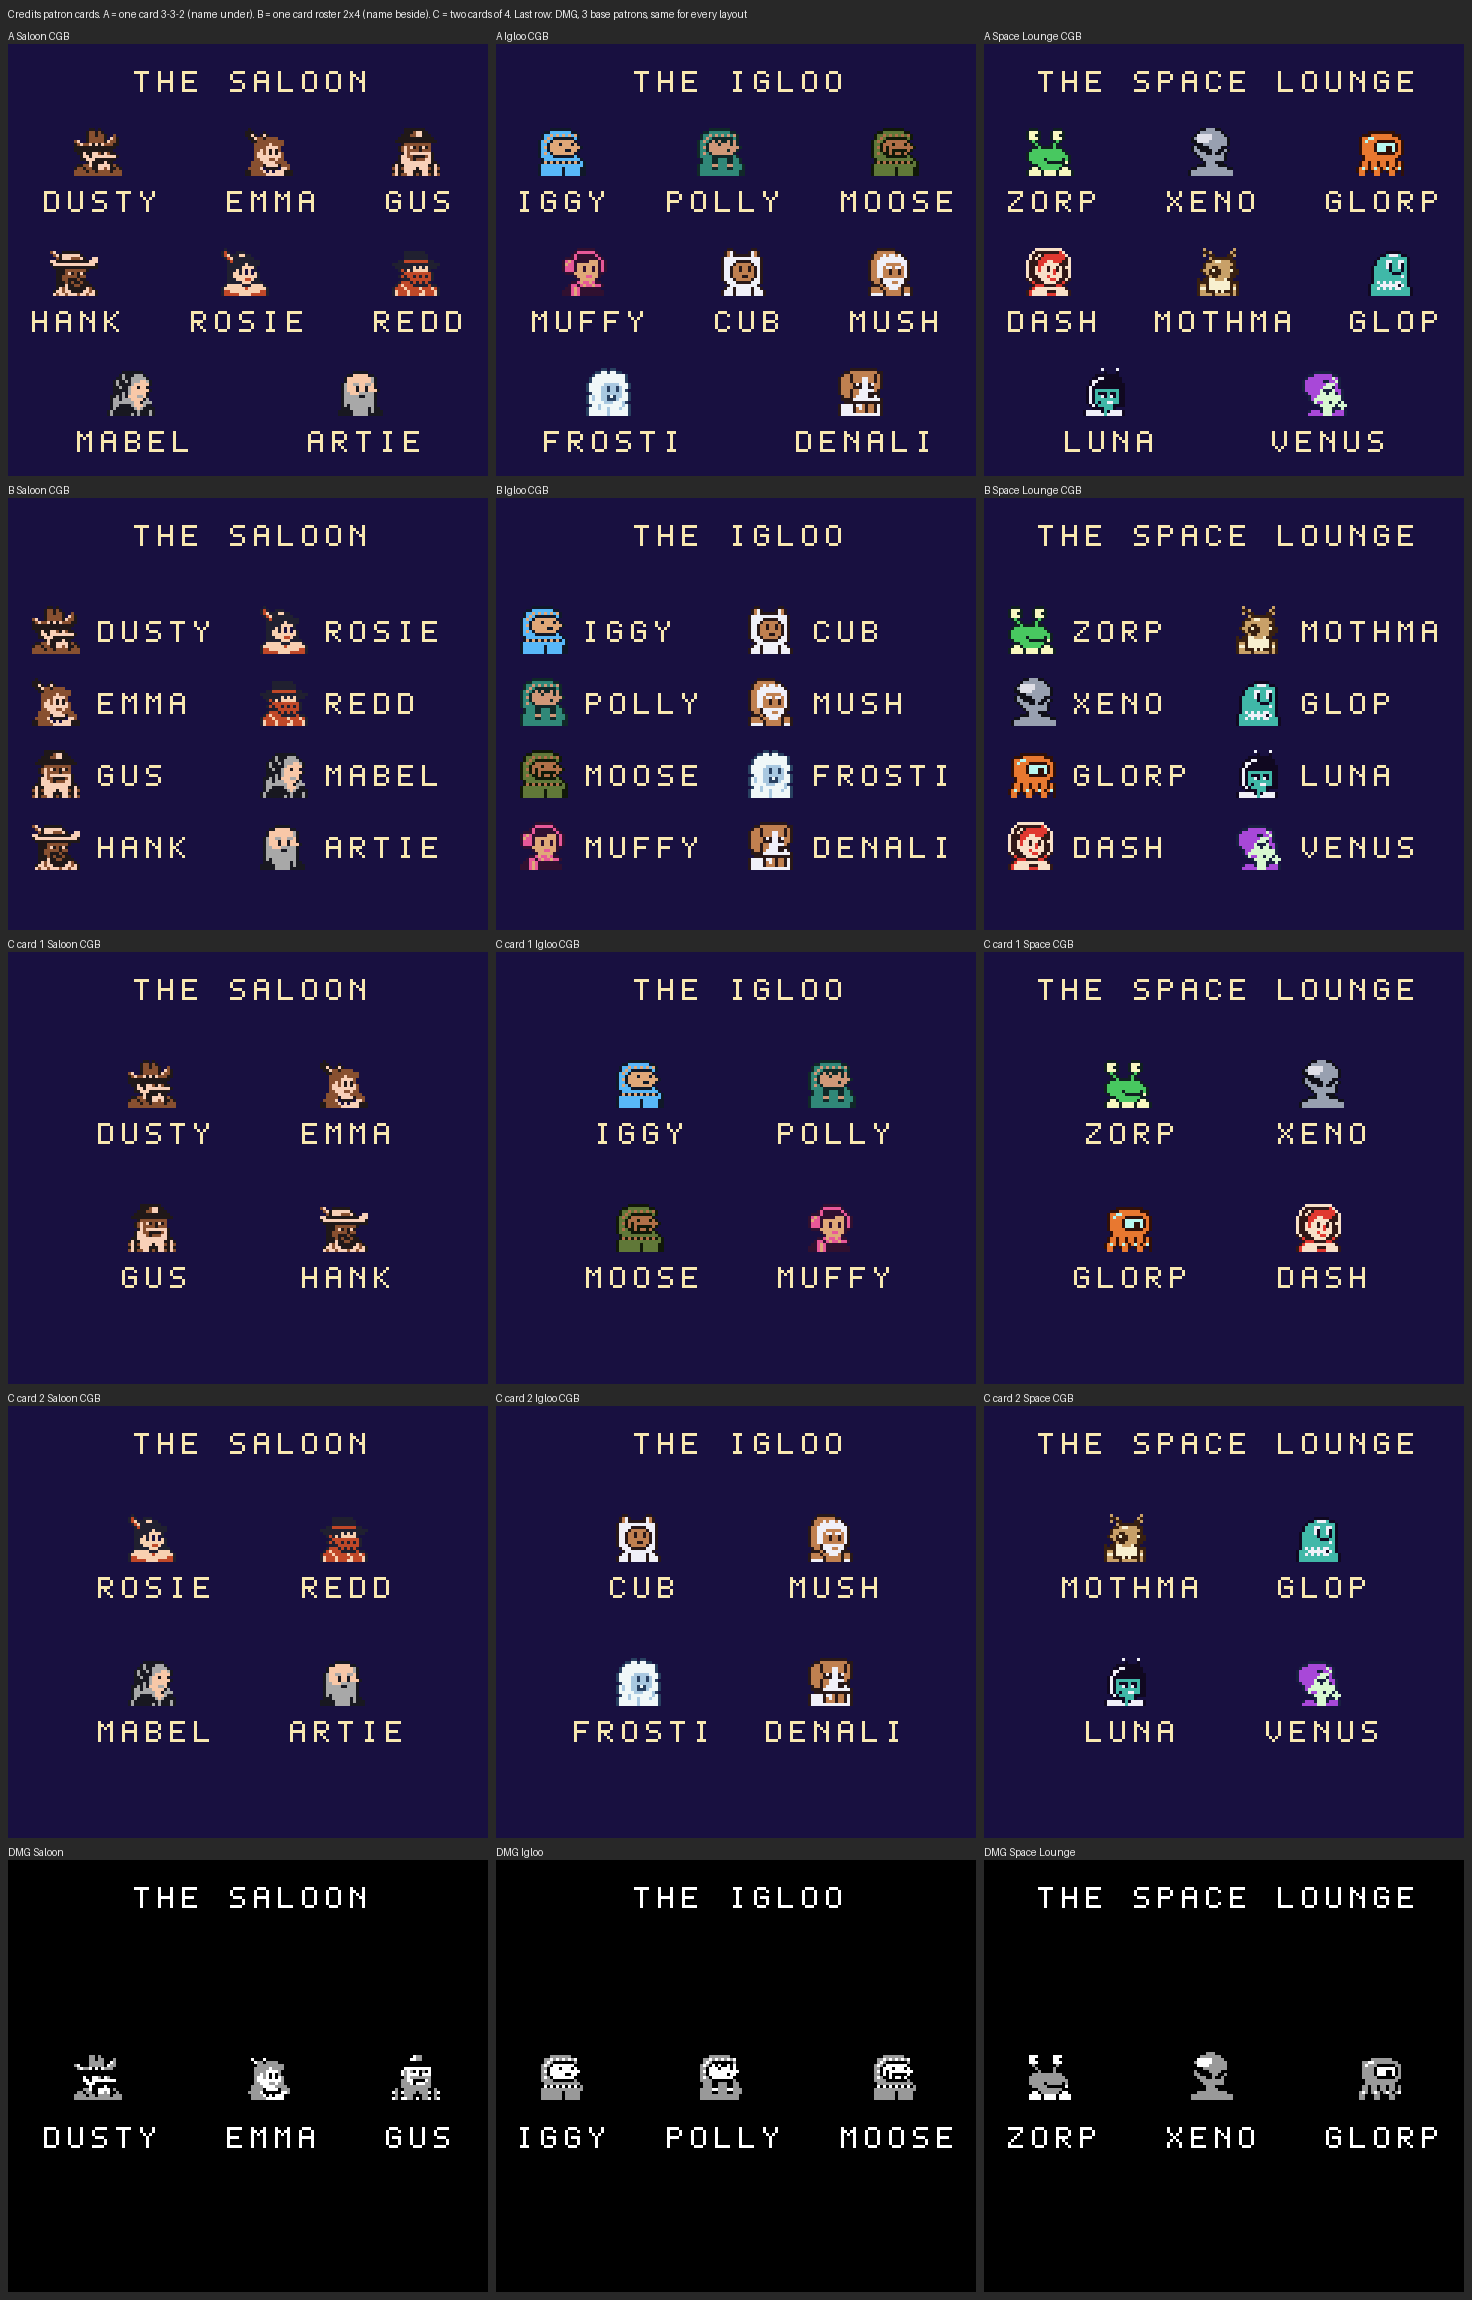 Credits patron cards. A = one card 3-3-2 (name under). B = one card roster 2x4 (name beside). C = two cards of 4. Last row: DMG, 3 base patrons, same for every layout
A Saloon CGB
A Igloo CGB
A Space Lounge CGB
THE SALOON
THE IGLOO
THE SPACE LOUNGE
DUSTY EMMA GUS
IGGY POLLY MOOSE
ZORP XENO GLORP
HANK ROSIE REDD
MUFFY CUB MUSH
DASH MOTHMA GLOP
MABEL ARTIE
FROSTI DENALI
LUNA VENUS
B Saloon CGB
B Igloo CGB
B Space Lounge CGB
THE SALOON
THE IGLOO
THE SPACE LOUNGE
DUSTY ROSIE
IGGY CUB
ZORP MOTHMA
EMMA REDD
POLLY MUSH
XENO GLOP
GUS MABEL
MOOSE FROSTI
GLORP LUNA
HANK ARTIE
MUFFY DENALI
DASH VENUS
C card 1 Saloon CGB
C card 1 Igloo CGB
C card 1 Space CGB
THE SALOON
THE IGLOO
THE SPACE LOUNGE
DUSTY EMMA
IGGY POLLY
ZORP XENO
GUS HANK
MOOSE MUFFY
GLORP DASH
C card 2 Saloon CGB
C card 2 Igloo CGB
C card 2 Space CGB
THE SALOON
THE IGLOO
THE SPACE LOUNGE
ROSIE REDD
CUB MUSH
MOTHMA GLOP
MABEL ARTIE
FROSTI DENALI
LUNA VENUS
DMG Saloon
DMG Igloo
DMG Space Lounge
THE SALOON
THE IGLOO
THE SPACE LOUNGE
DUSTY EMMA GUS
IGGY POLLY MOOSE
ZORP XENO GLORP